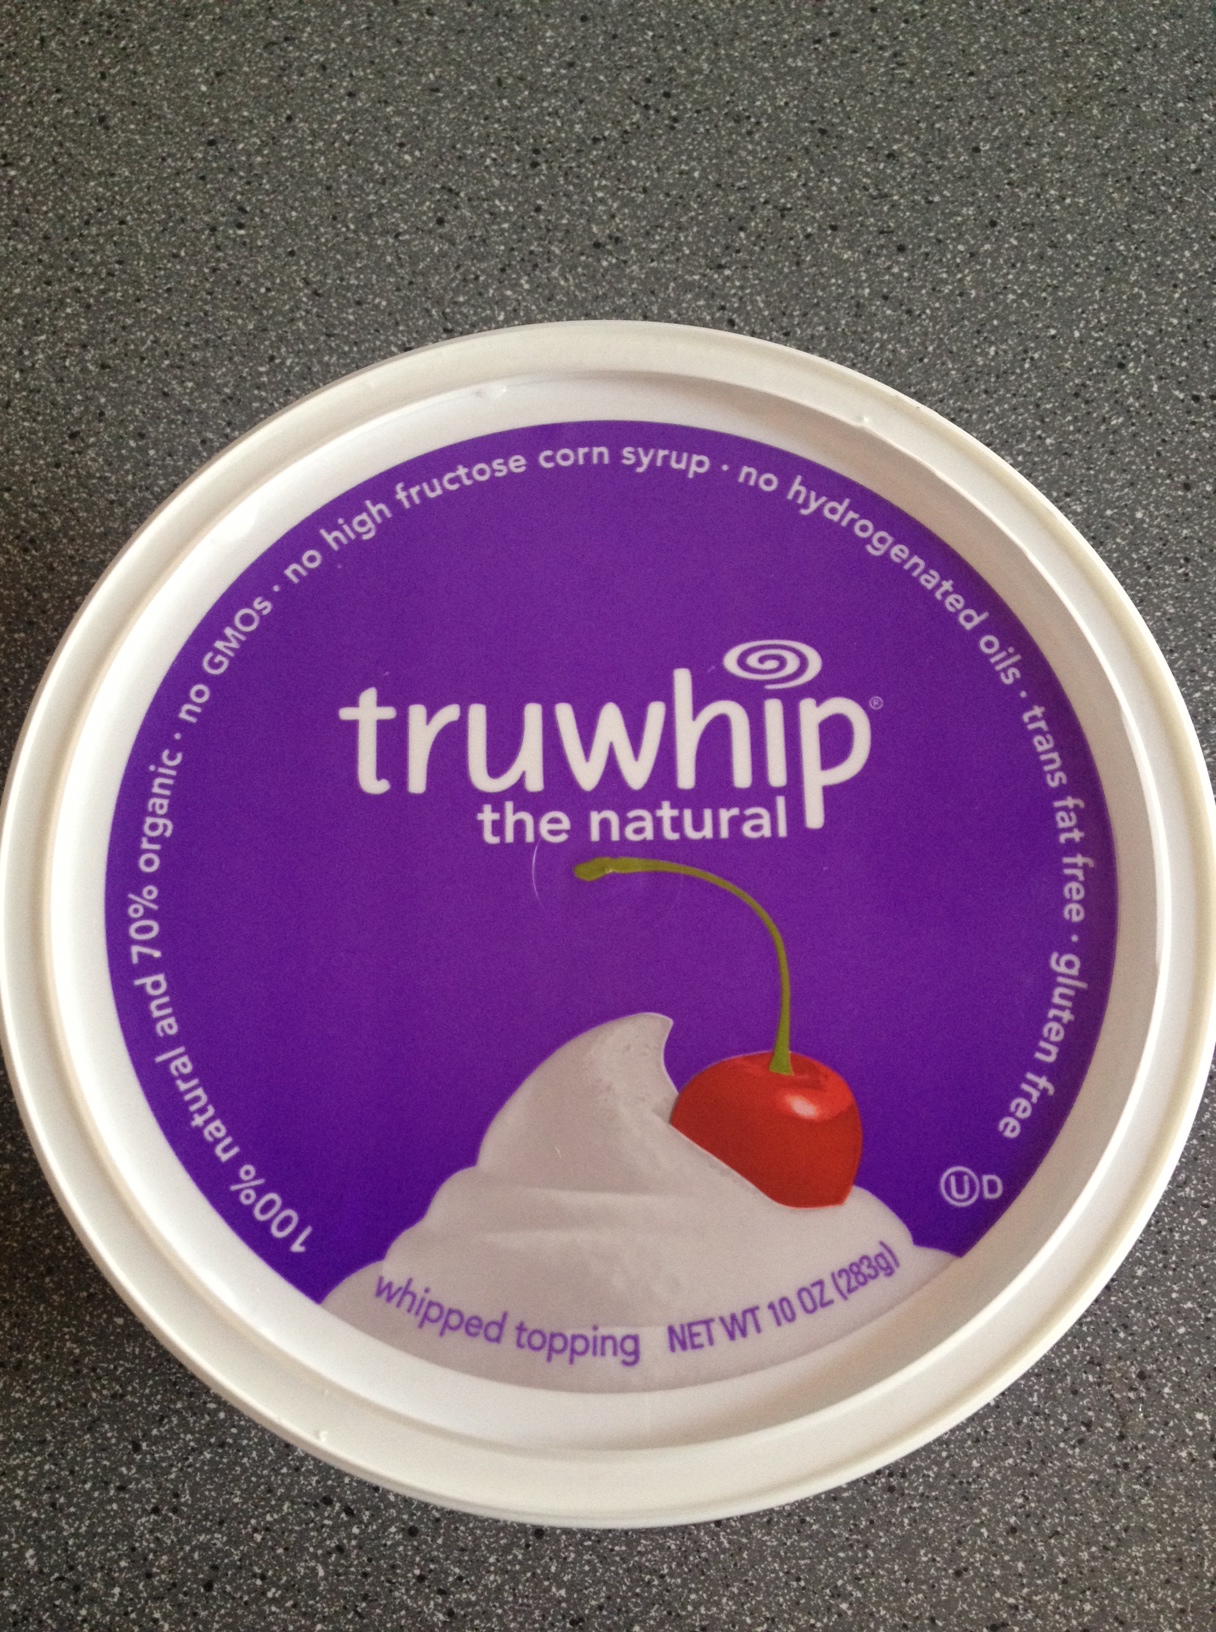 100% natural and 70% organic · no GMOs · no high fructose corn syrup · no hydrogenated oils · trans fat free · gluten free
truwhip®
the natural
Ⓤ D
whipped topping NET WT 10 OZ (283g)